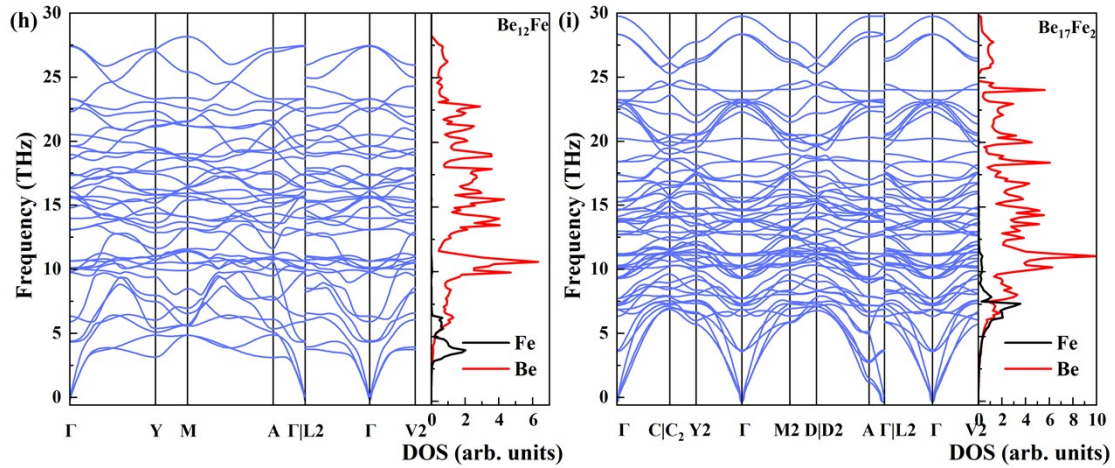 (h)
Be₁₂Fe
Frequency (THz)
30
25
20
15
10
5
0
Γ Y M A Γ|L2 Γ V2
Fe
Be
0 2 4 6
DOS (arb. units)
(i)
Be₁₇Fe₂
Frequency (THz)
30
25
20
15
10
5
0
Γ C|C₂ Y2 Γ M2 D|D2 A Γ|L2 Γ V2
Fe
Be
0 2 4 6 8 10
DOS (arb. units)